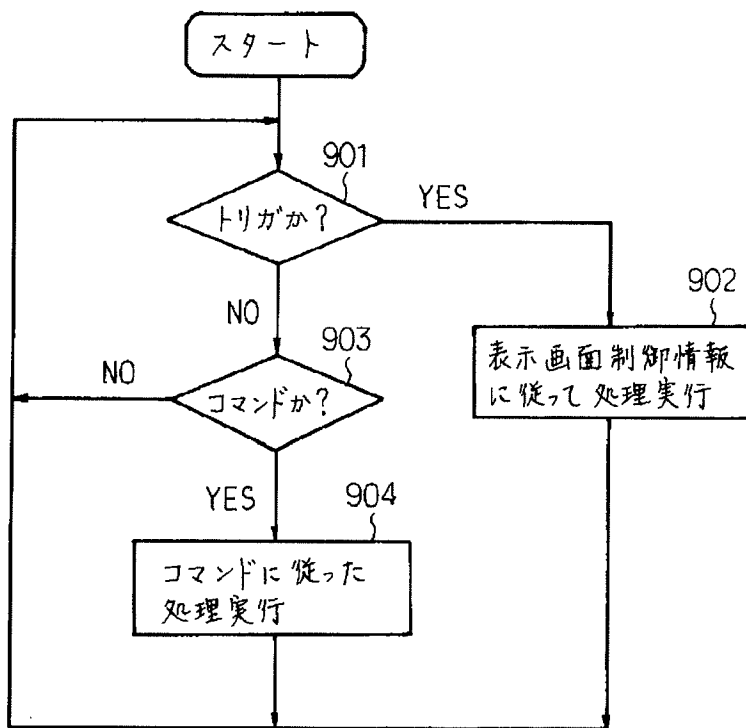 スタート
901
トリガか?
YES
902
表示画面制御情報
に従って処理実行
NO
903
コマンドか?
NO
YES
904
コマンドに従った
処理実行